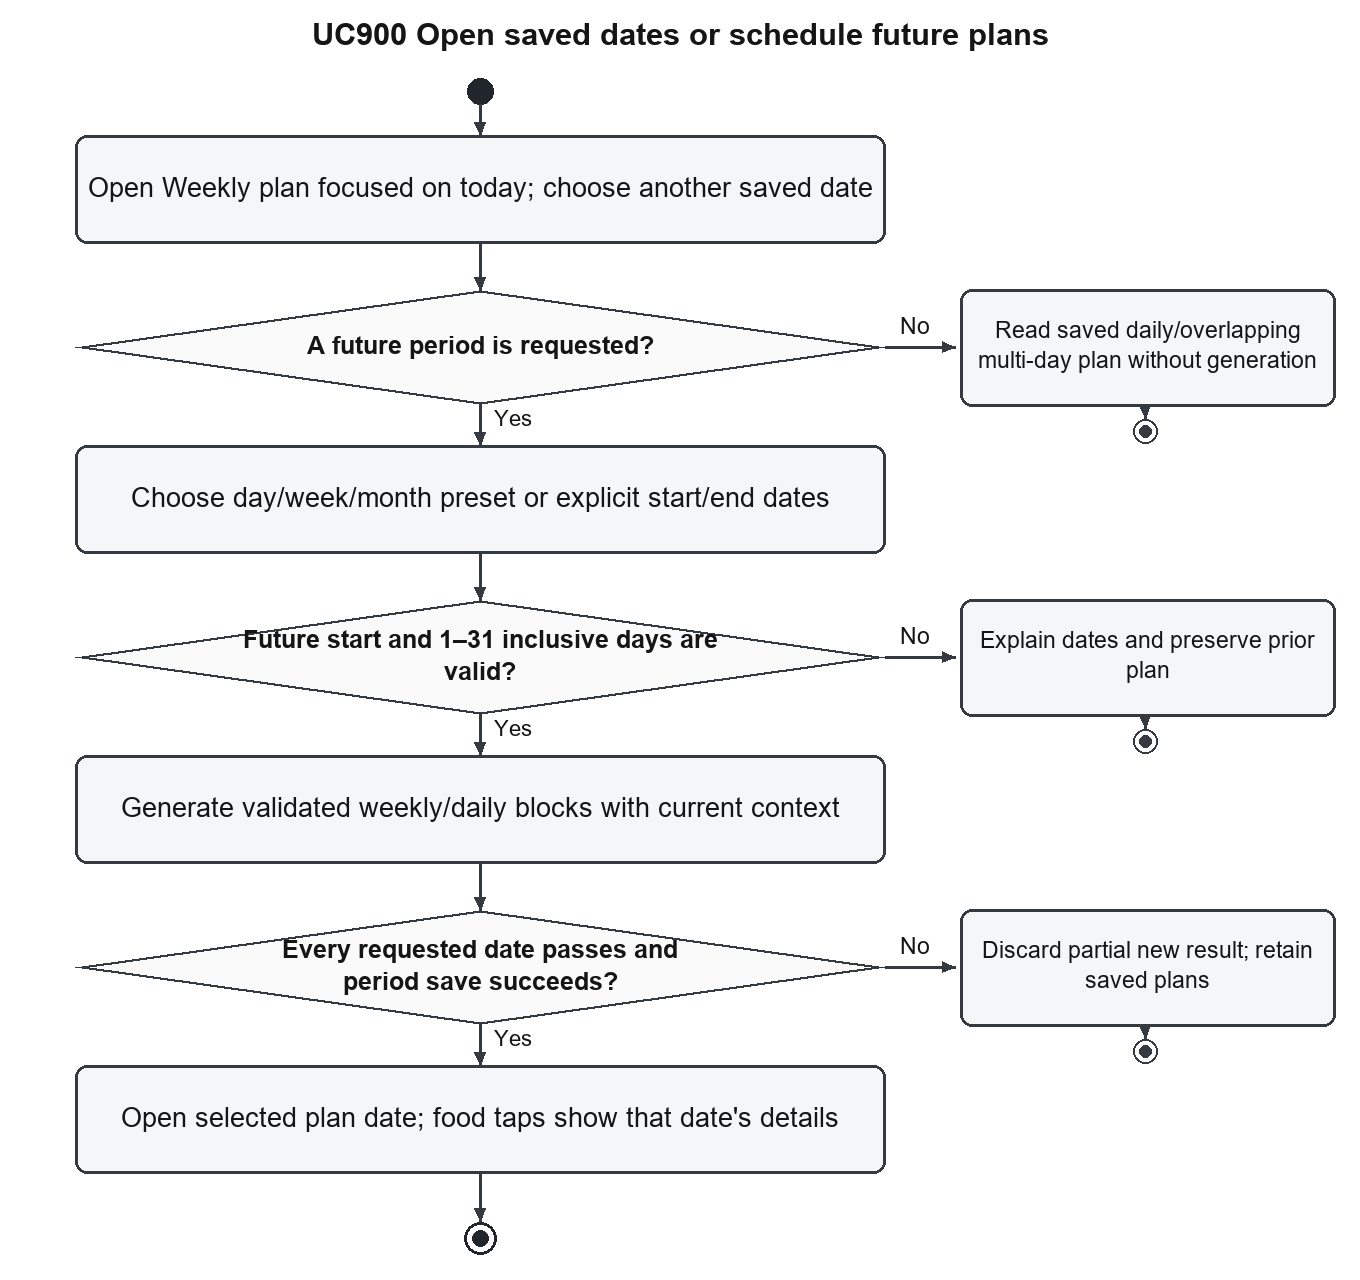 UC900 Open saved dates or schedule future plans
Open Weekly plan focused on today; choose another saved date
A future period is requested?
No
Read saved daily/overlapping
multi-day plan without generation
Yes
Choose day/week/month preset or explicit start/end dates
Future start and 1–31 inclusive days are
valid?
No
Explain dates and preserve prior
plan
Yes
Generate validated weekly/daily blocks with current context
Every requested date passes and
period save succeeds?
No
Discard partial new result; retain
saved plans
Yes
Open selected plan date; food taps show that date's details